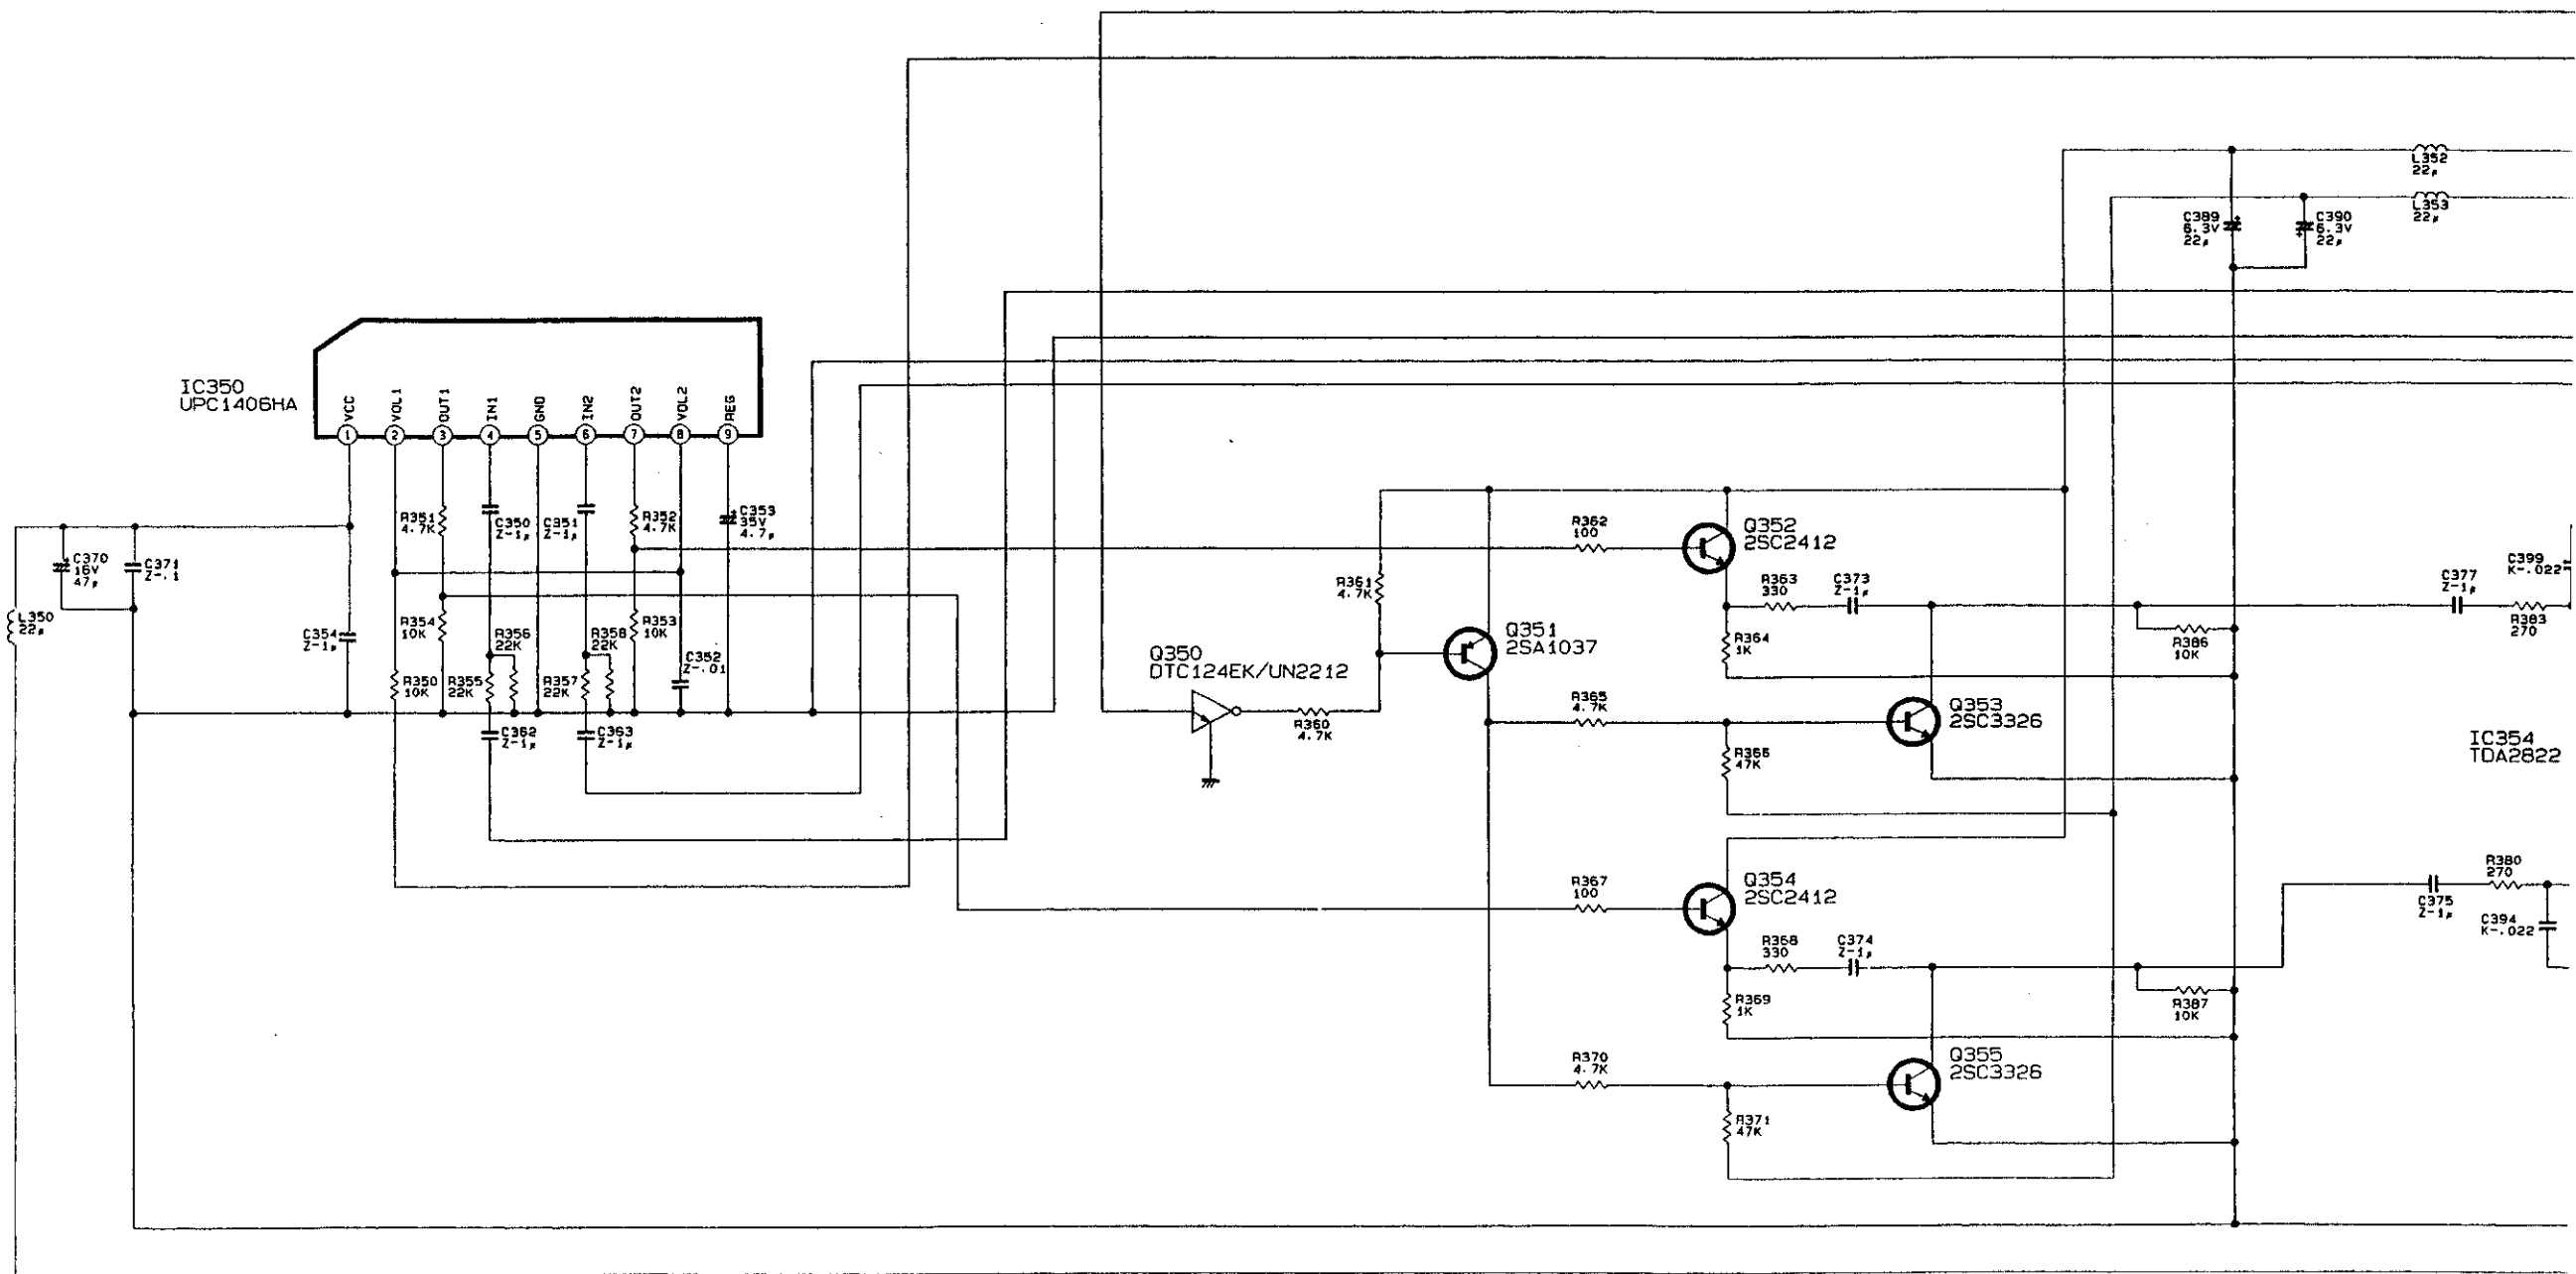 L352
22μ
L353
22μ
C389
6.3V
22μ
C390
6.3V
22μ
IC350
UPC1406HA
VCC
VOL1
OUT1
IN1
GND
IN2
OUT2
VOL2
REG
1
2
3
4
5
6
7
8
9
R351
4.7K
C350
Z-1μ
C351
Z-1μ
R352
4.7K
C353
35V
4.7μ
C370
16V
47μ
C371
Z-.1
L350
22μ
C354
Z-1μ
R354
10K
R356
22K
R358
22K
R353
10K
C352
Z-.01
R350
10K
R355
22K
R357
22K
C362
Z-1μ
C363
Z-1μ
R362
100
Q352
2SC2412
R361
4.7K
R363
330
C373
Z-1μ
C377
Z-1μ
C399
K-.022
R383
270
Q351
2SA1037
R364
1K
R386
10K
Q350
DTC124EK/UN2212
R360
4.7K
R365
4.7K
Q353
2SC3326
R366
47K
IC354
TDA2822
R367
100
Q354
2SC2412
R380
270
C375
Z-1μ
C394
K-.022
R368
330
C374
Z-1μ
R369
1K
R387
10K
R370
4.7K
Q355
2SC3326
R371
47K